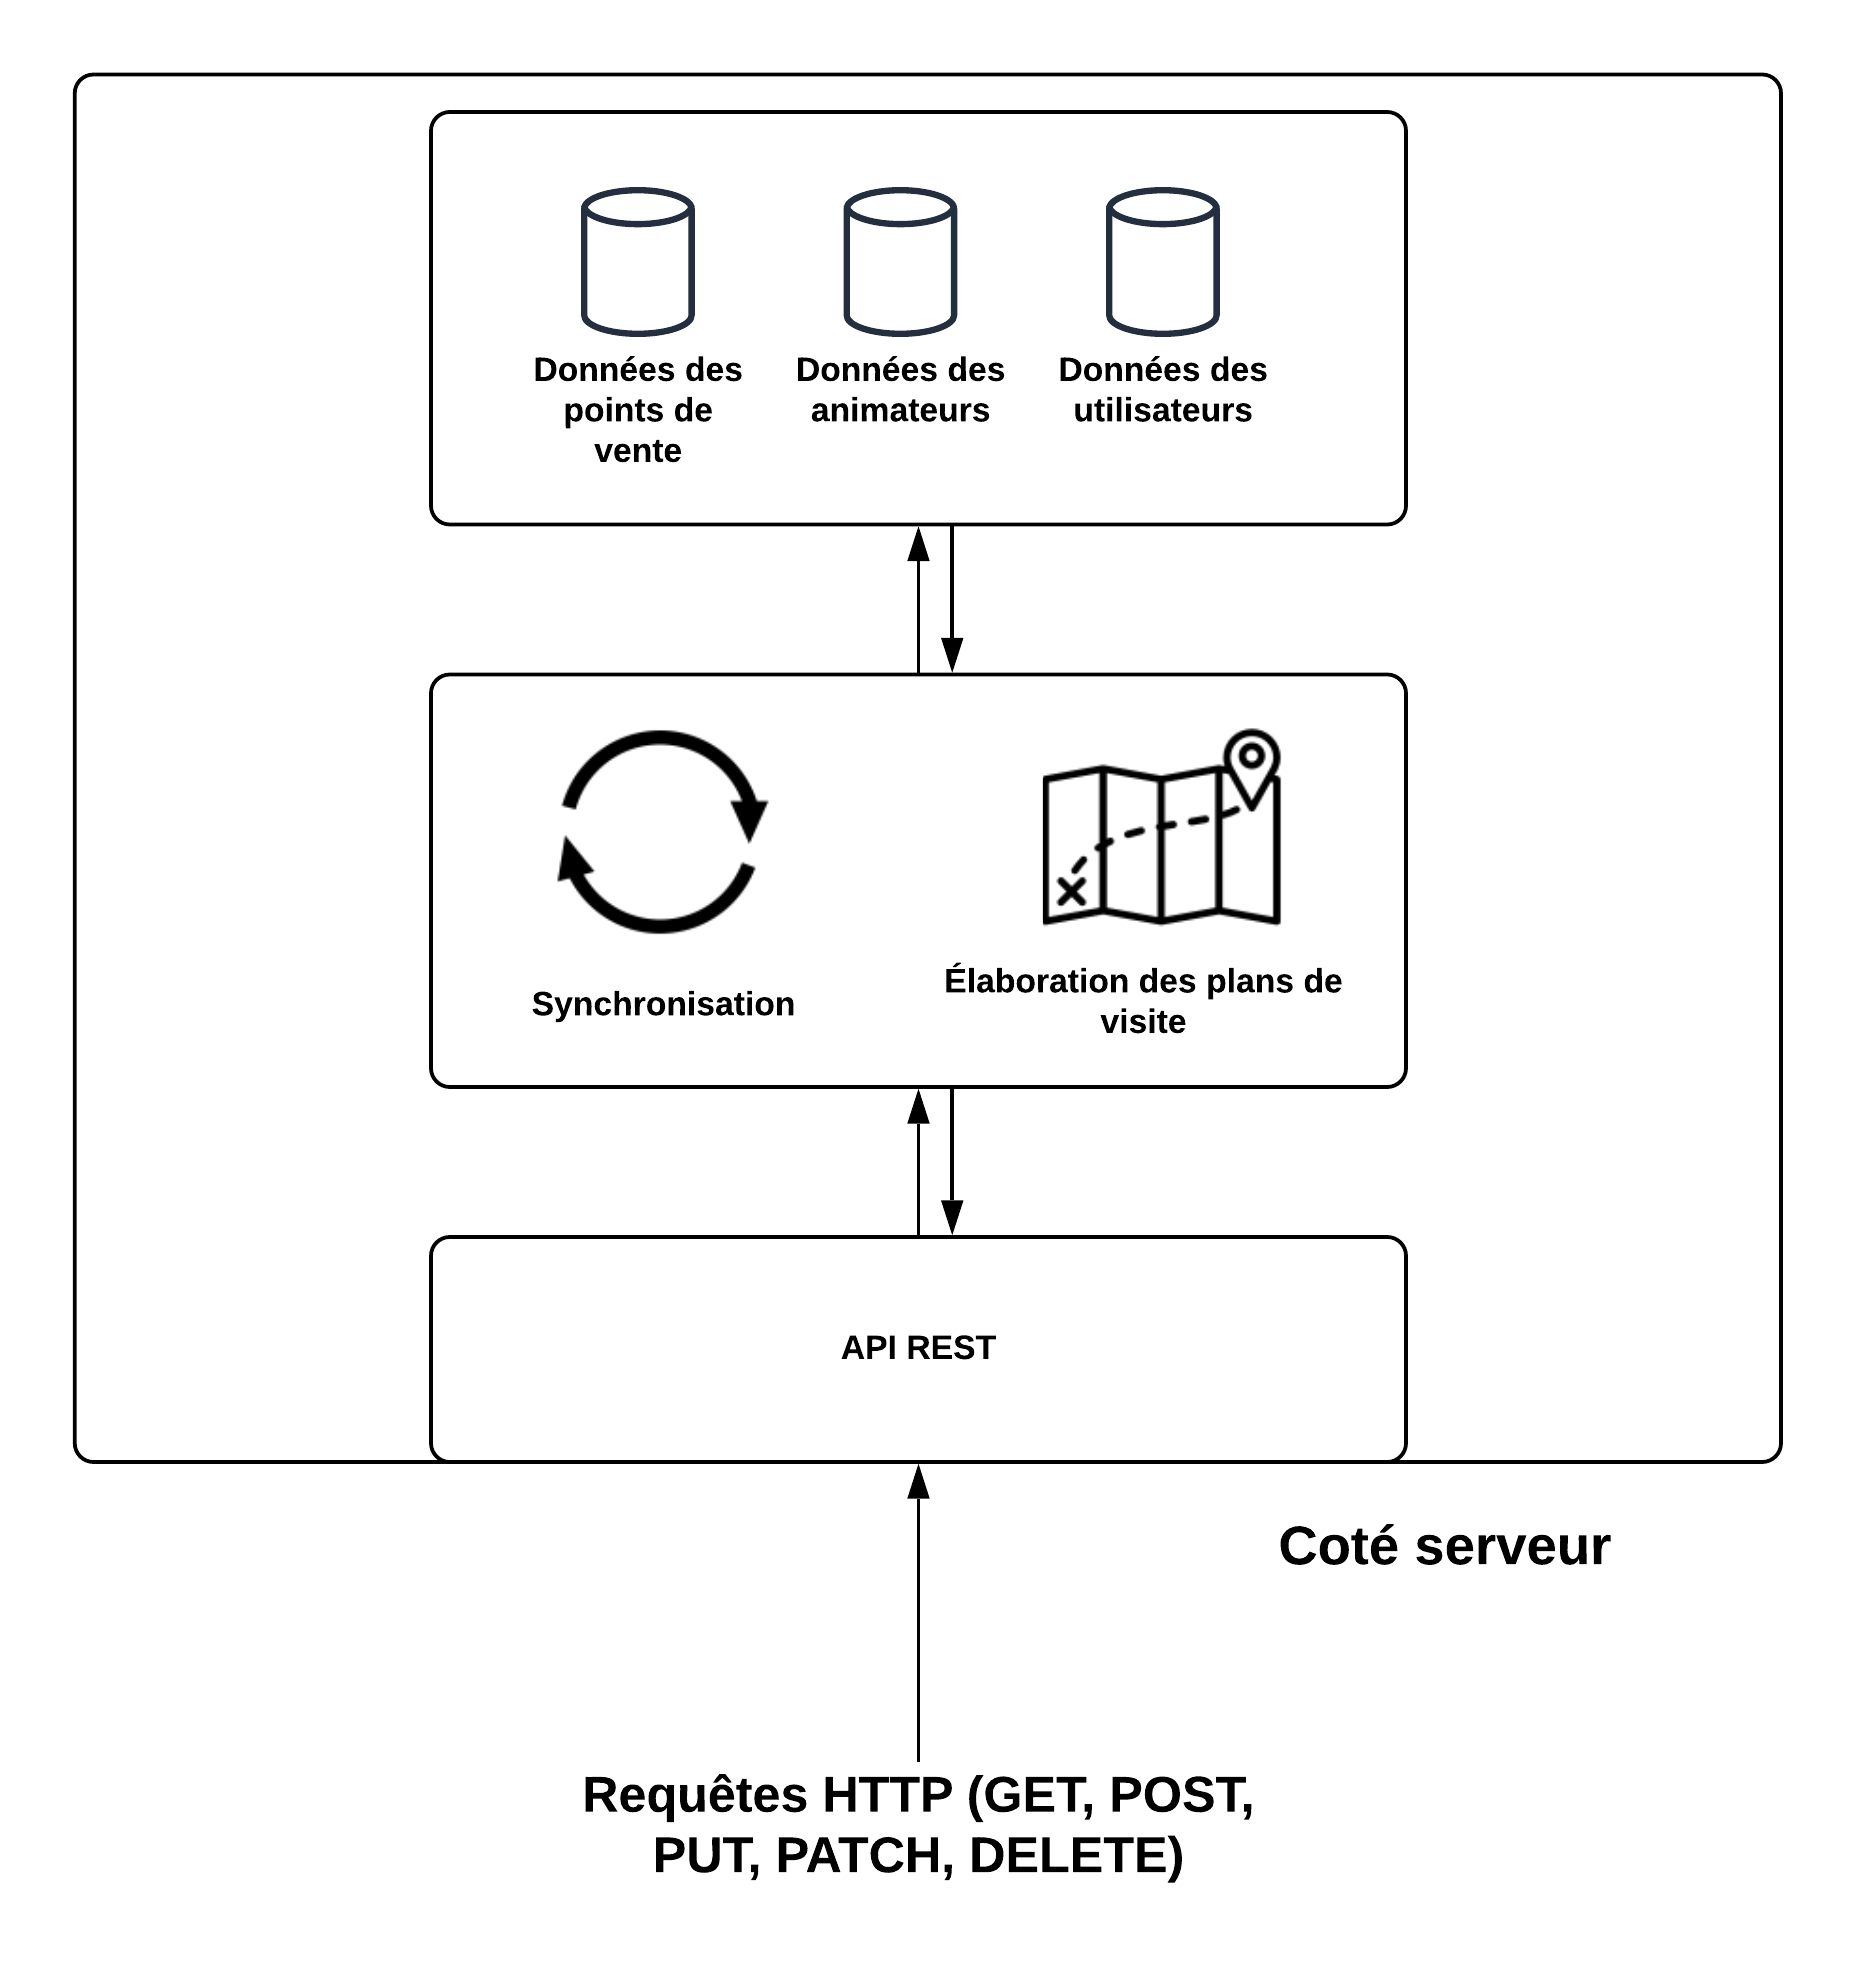 Données des
points de
vente
Données des
animateurs
Données des
utilisateurs
Synchronisation
Élaboration des plans de
visite
API REST
Coté serveur
Requêtes HTTP (GET, POST,
PUT, PATCH, DELETE)